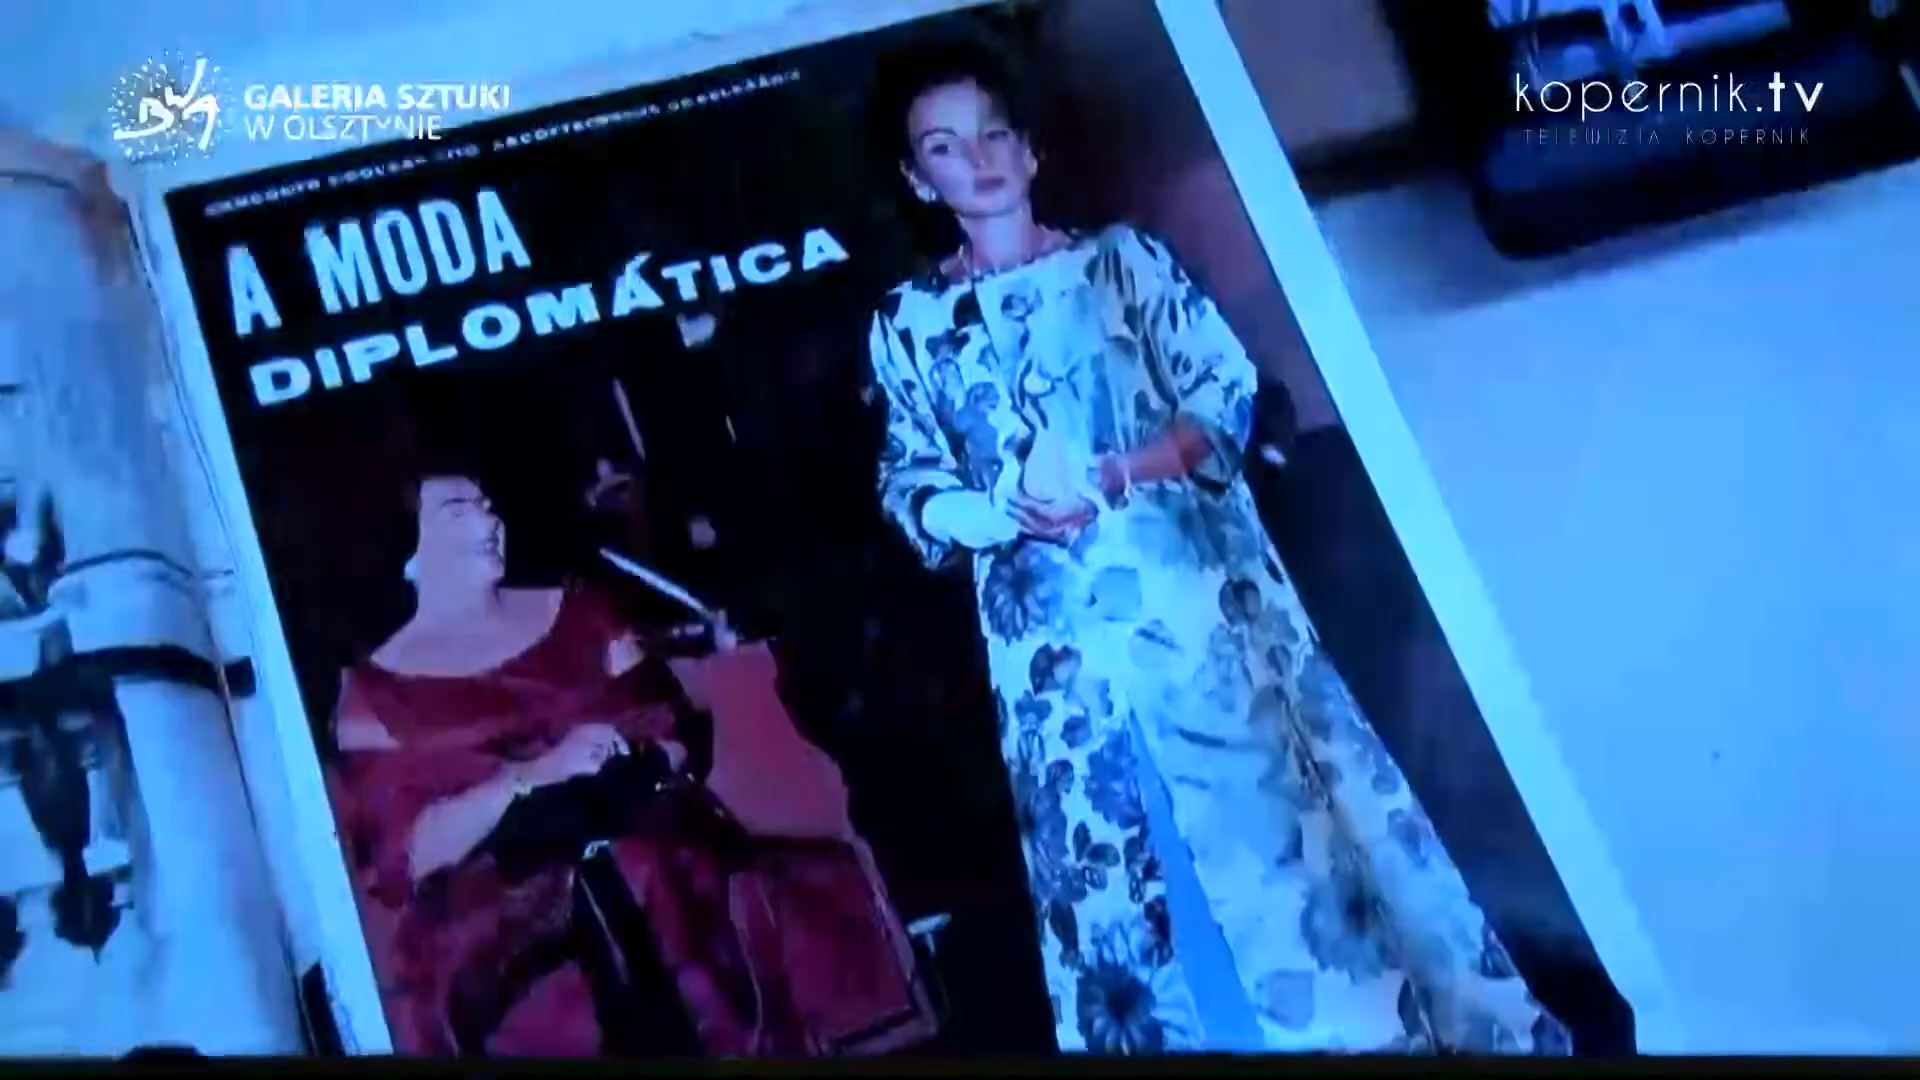 GALERIA SZTUKI
W OLSZTYNIE
kopernik.tv
TELEWIZJA KOPERNIK
A MODA
DIPLOMÁTICA